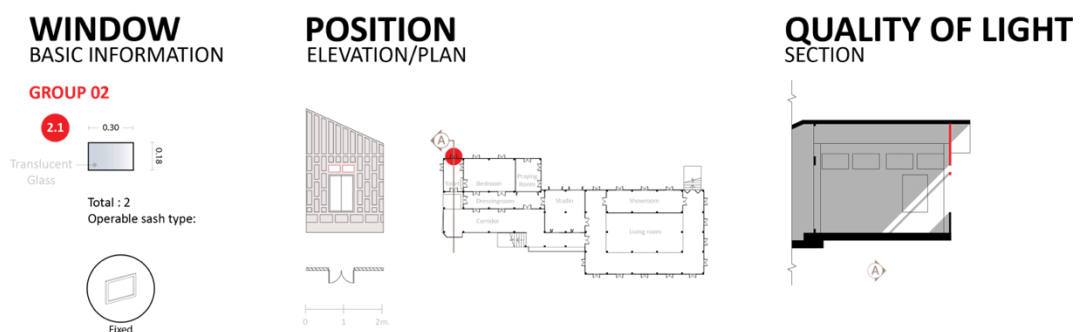 WINDOW
BASIC INFORMATION
GROUP 02
2.1
0.30
0.18
Translucent
Glass
Total : 2
Operable sash type:
Fixed
POSITION
ELEVATION/PLAN
0 1 2m.
A
Toilet
Bedroom
Praying
Room
Dressingroom
Corridor
Studio
Showroom
Living room
QUALITY OF LIGHT
SECTION
A